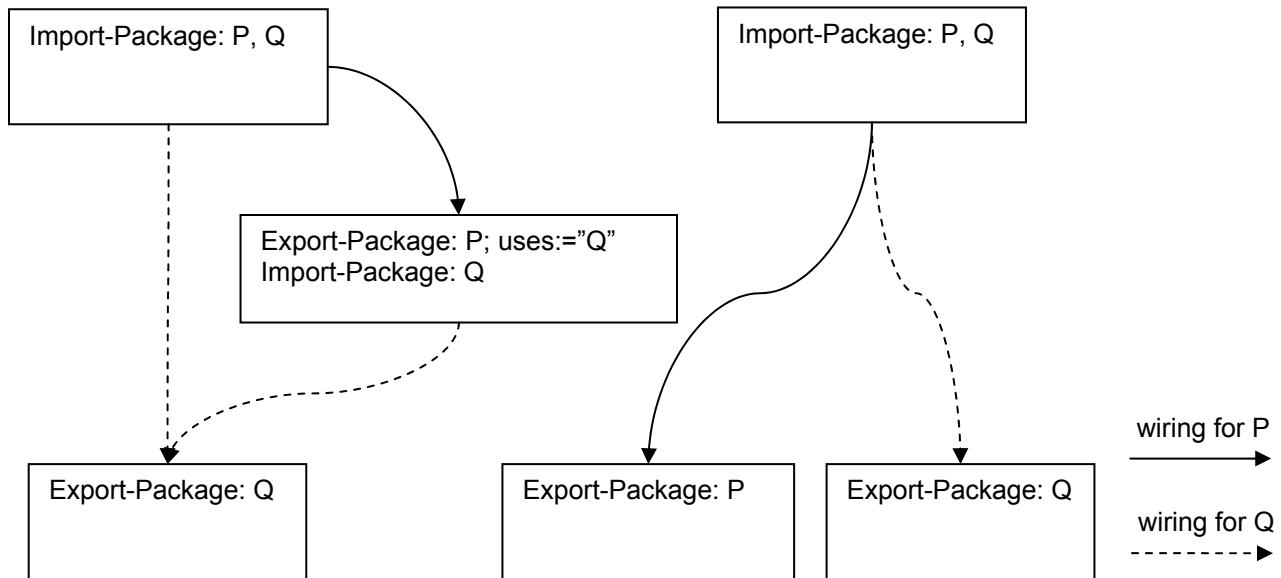 Import-Package: P, Q
Import-Package: P, Q
Export-Package: P; uses:=”Q”
Import-Package: Q
wiring for P
Export-Package: Q
Export-Package: P
Export-Package: Q
wiring for Q